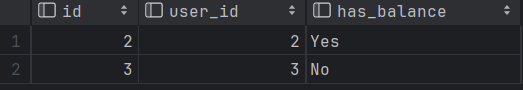 id user_id has_balance
1 2 2 Yes
2 3 3 No